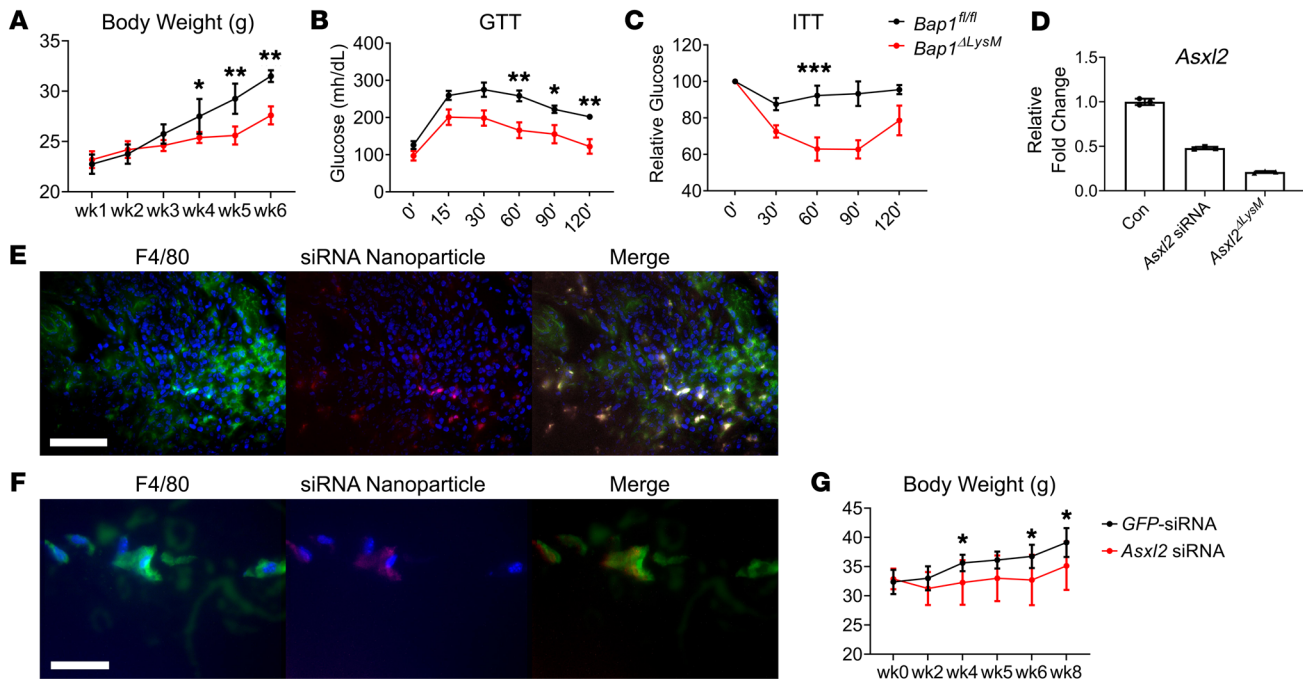 A Body Weight (g)
35
30
25
20
wk1 wk2 wk3 wk4 wk5 wk6
* ** **
B GTT
Glucose (mh/dL)
400
300
200
100
0
0' 15' 30' 60' 90' 120'
** * **
C ITT
Relative Glucose
120
100
80
60
40
0' 30' 60' 90' 120'
***
Bap1fl/fl
Bap1ΔLysM
D Asxl2
Relative
Fold Change
1.5
1.0
0.5
0.0
Con
Asxl2 siRNA
Asxl2ΔLysM
E F4/80 siRNA Nanoparticle Merge
F F4/80 siRNA Nanoparticle Merge
G Body Weight (g)
45
40
35
30
25
20
wk0 wk2 wk4 wk5 wk6 wk8
* * *
GFP-siRNA
Asxl2 siRNA